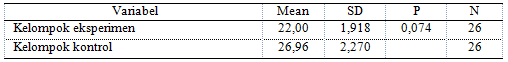 Variabel Mean SD P N
Kelompok eksperimen 22,00 1,918 0,074 26
Kelompok kontrol 26,96 2,270 26